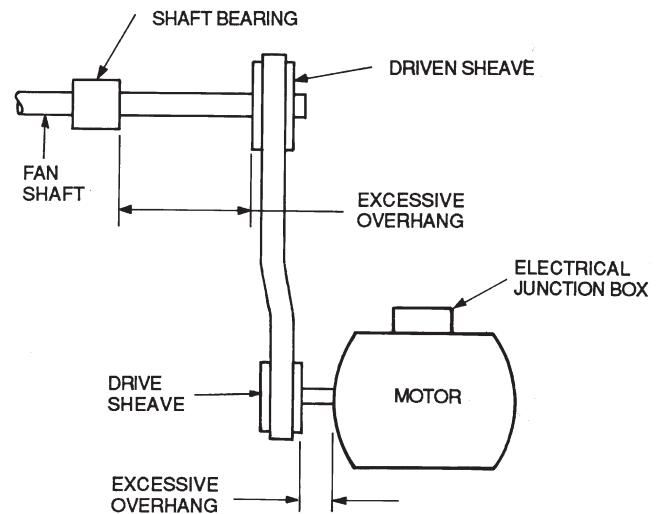 SHAFT BEARING
DRIVEN SHEAVE
FAN
SHAFT
EXCESSIVE
OVERHANG
ELECTRICAL
JUNCTION BOX
DRIVE
SHEAVE
MOTOR
EXCESSIVE
OVERHANG